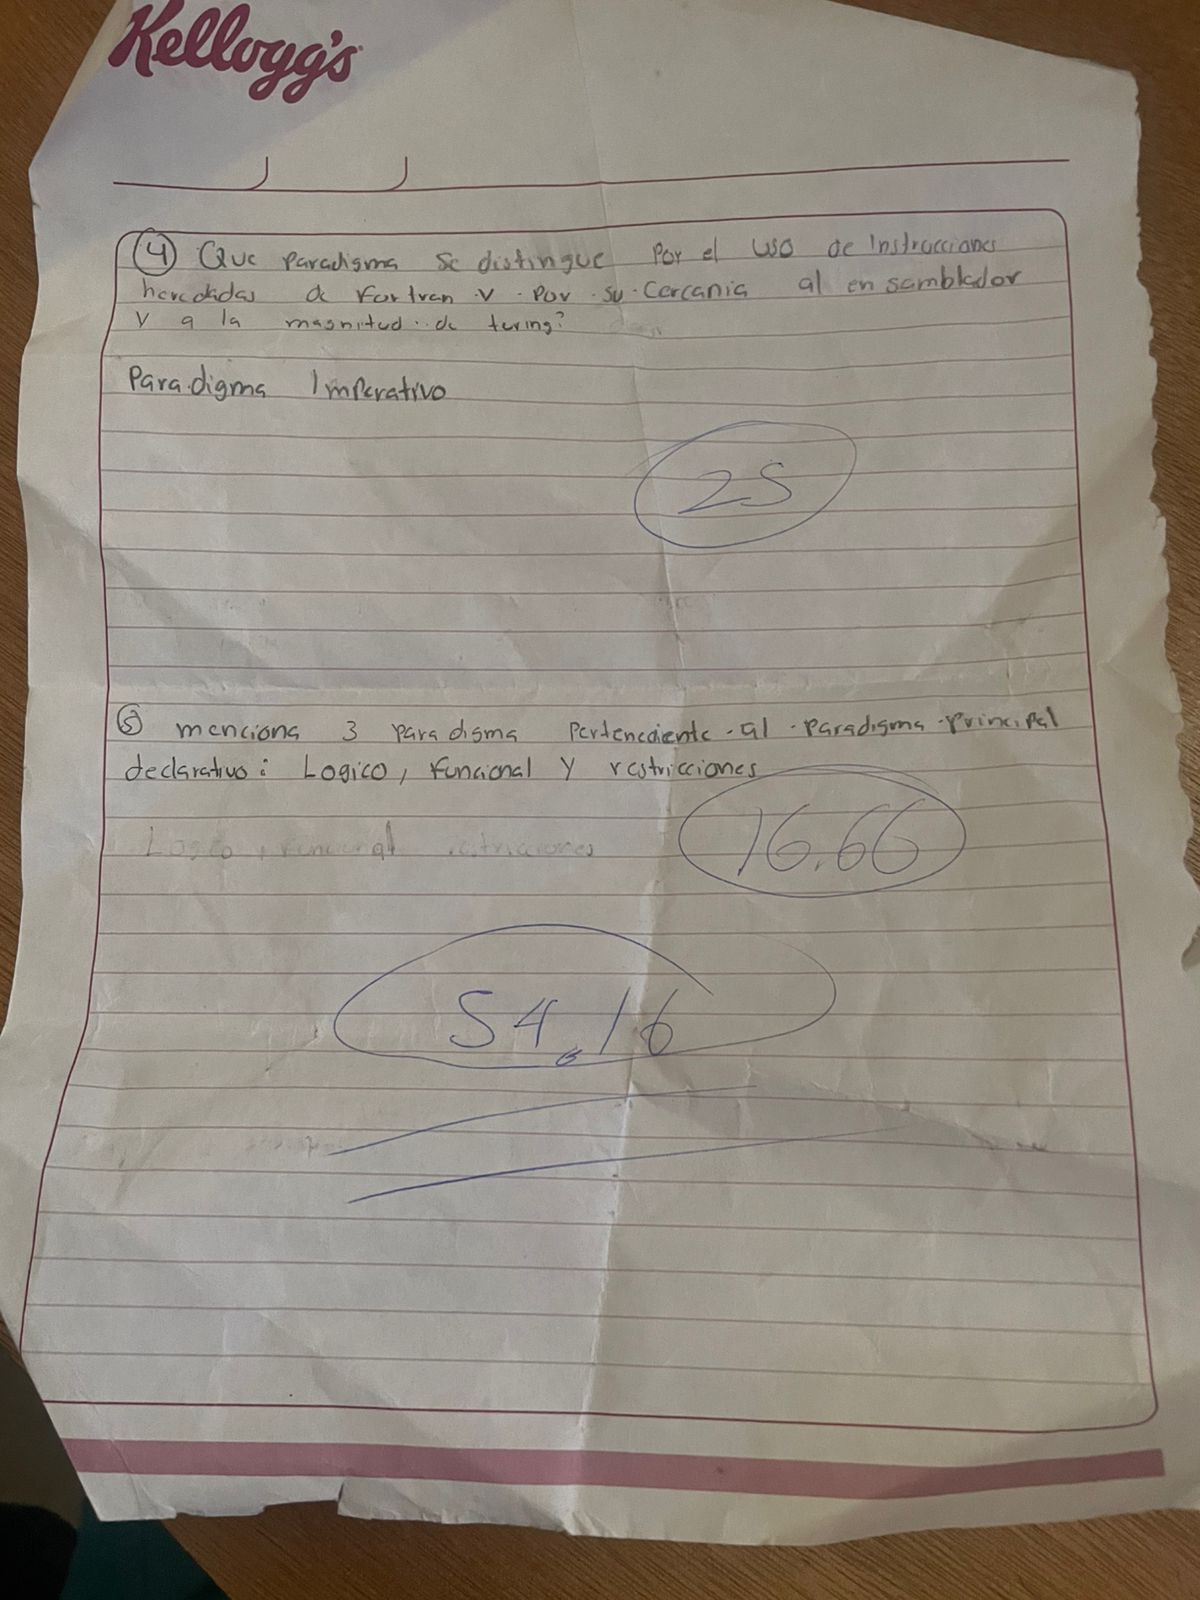 Kellogg's
4 Que Paradigma se distingue por el uso de Instrucciones
heredadas de Fortran y por su cercania al ensamblador
y a la magnitud de turing?
Paradigma Imperativo
25
5 menciona 3 paradigma Pertenediente al paradigma principal
declarativo: Logico, funcional y restricciones
16.66
Logico, funcional restricciones
54.16